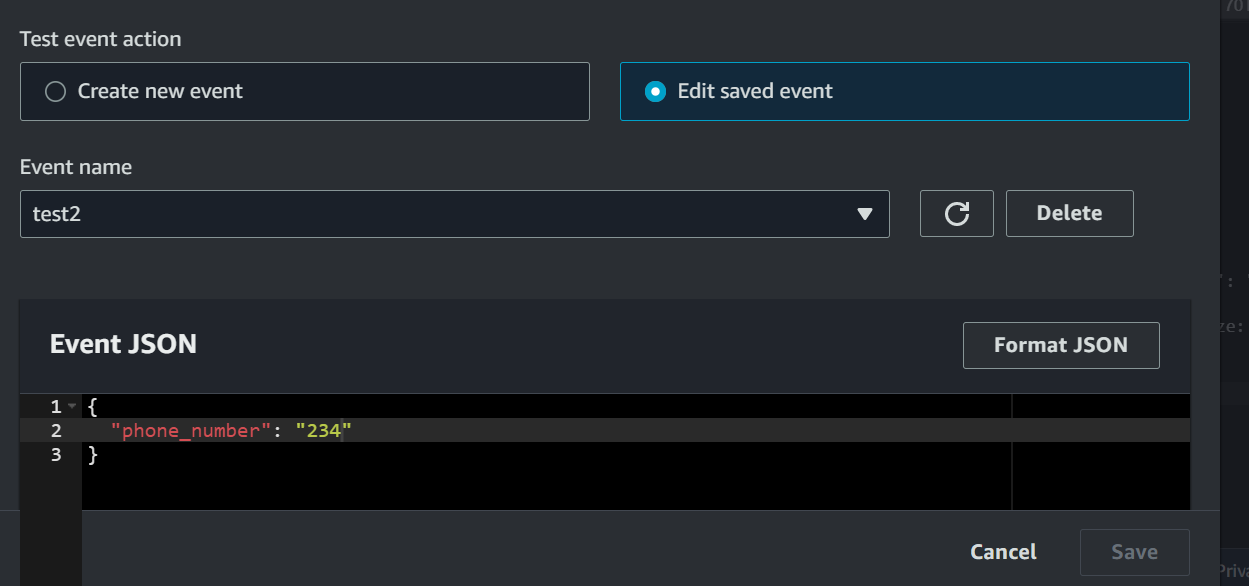 Test event action
Create new event
Edit saved event
Event name
test2
Delete
Event JSON
Format JSON
1 {
2 "phone_number": "234"
3 }
Cancel
Save